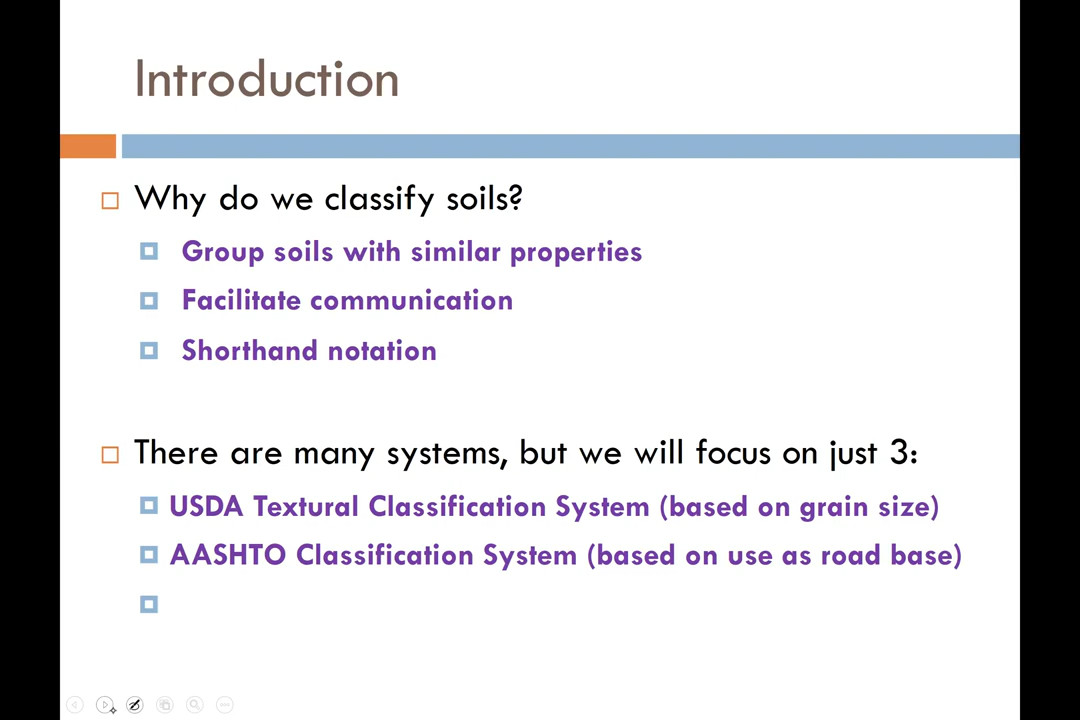 Introduction
Why do we classify soils?
Group soils with similar properties
Facilitate communication
Shorthand notation
There are many systems, but we will focus on just 3:
USDA Textural Classification System (based on grain size)
AASHTO Classification System (based on use as road base)